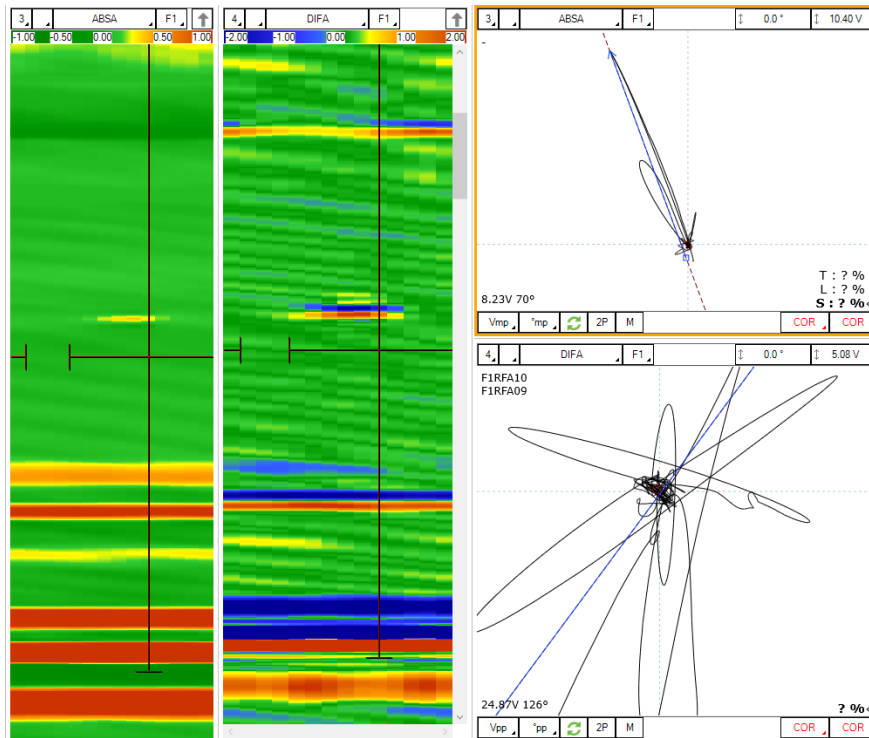 3 ABSA F1
-1.00 -0.50 0.00 0.50 1.00
4 DIFA F1
-2.00 -1.00 0.00 1.00 2.00
3 ABSA F1 0.0° 10.40 V
-
T : ? %
L : ? %
S : ? %
8.23V 70°
Vmp °mp 2P M COR COR
4 DIFA F1 0.0° 5.08 V
F1RFA10
F1RFA09
24.87V 126°
? %
Vpp °pp 2P M COR COR